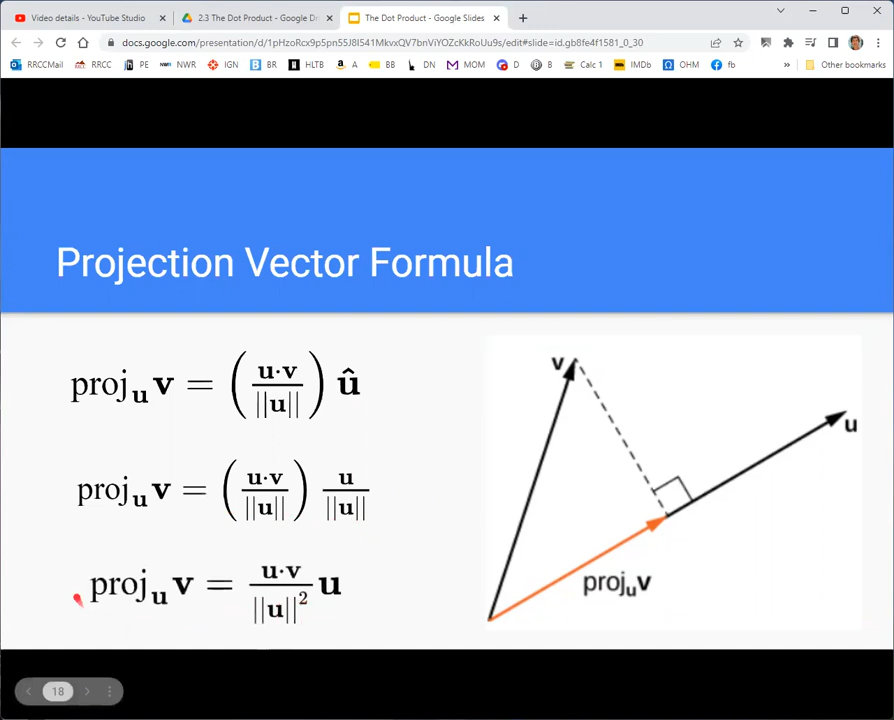 Video details - YouTube Studio
2.3 The Dot Product - Google Dr
The Dot Product - Google Slides
docs.google.com/presentation/d/1pHzoRcx9p5pn55J8I541MkvxQV7bnViYOZcKkRoUu9s/edit#slide=id.gb8fe4f1581_0_30
RRCCMail RRCC PE NWR IGN BR HLTB A BB DN MOM D B Calc 1 IMDb OHM fb » Other bookmarks
Projection Vector Formula
proj_u v = (u·v / ||u||) û
proj_u v = (u·v / ||u||) u / ||u||
proj_u v = u·v / ||u||² u
v
u
proj_u v
18